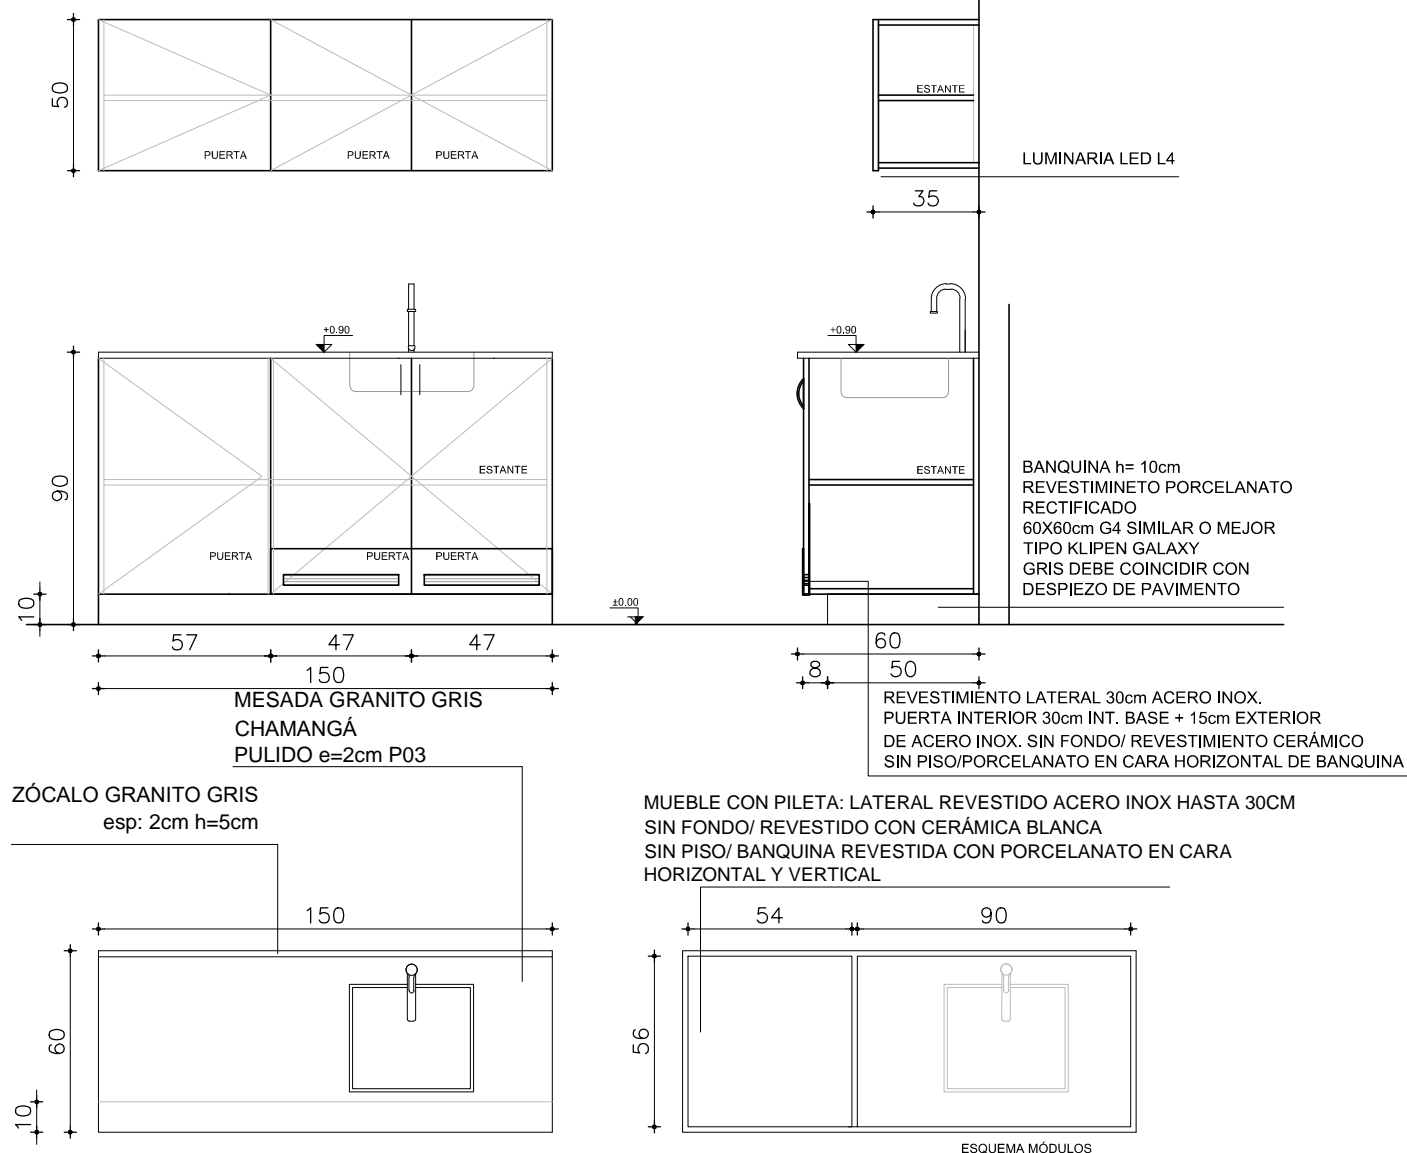 50
PUERTA
PUERTA
PUERTA
ESTANTE
LUMINARIA LED L4
35
+0.90
90
ESTANTE
PUERTA
PUERTA
PUERTA
10
57
47
47
150
±0.00
+0.90
ESTANTE
BANQUINA h= 10cm
REVESTIMINETO PORCELANATO
RECTIFICADO
60X60cm G4 SIMILAR O MEJOR
TIPO KLIPEN GALAXY
GRIS DEBE COINCIDIR CON
DESPIEZO DE PAVIMENTO
60
8
50
REVESTIMIENTO LATERAL 30cm ACERO INOX.
PUERTA INTERIOR 30cm INT. BASE + 15cm EXTERIOR
DE ACERO INOX. SIN FONDO/ REVESTIMIENTO CERÁMICO
SIN PISO/PORCELANATO EN CARA HORIZONTAL DE BANQUINA
MESADA GRANITO GRIS
CHAMANGÁ
PULIDO e=2cm P03
ZÓCALO GRANITO GRIS
esp: 2cm h=5cm
150
60
10
MUEBLE CON PILETA: LATERAL REVESTIDO ACERO INOX HASTA 30CM
SIN FONDO/ REVESTIDO CON CERÁMICA BLANCA
SIN PISO/ BANQUINA REVESTIDA CON PORCELANATO EN CARA
HORIZONTAL Y VERTICAL
54
90
56
ESQUEMA MÓDULOS